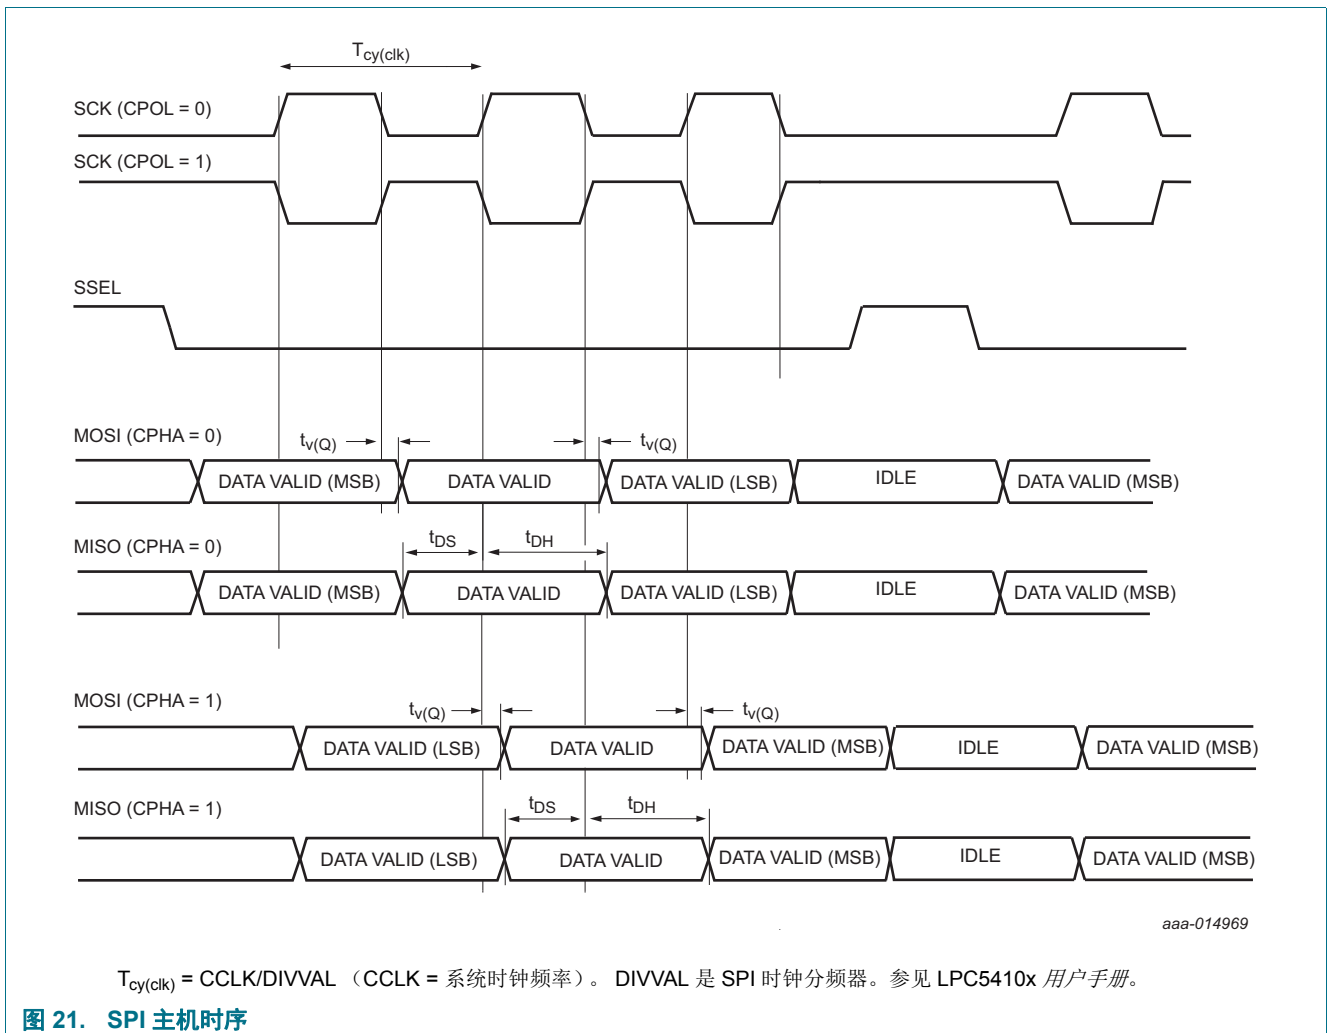 Tcy(clk)
SCK (CPOL = 0)
SCK (CPOL = 1)
SSEL
MOSI (CPHA = 0)
tv(Q) tv(Q)
DATA VALID (MSB) DATA VALID DATA VALID (LSB) IDLE DATA VALID (MSB)
MISO (CPHA = 0)
tDS tDH
DATA VALID (MSB) DATA VALID DATA VALID (LSB) IDLE DATA VALID (MSB)
MOSI (CPHA = 1)
tv(Q) tv(Q)
DATA VALID (LSB) DATA VALID DATA VALID (MSB) IDLE DATA VALID (MSB)
MISO (CPHA = 1)
tDS tDH
DATA VALID (LSB) DATA VALID DATA VALID (MSB) IDLE DATA VALID (MSB)
aaa-014969
Tcy(clk) = CCLK/DIVVAL （CCLK = 系统时钟频率）。 DIVVAL 是 SPI 时钟分频器。参见 LPC5410x 用户手册。
图 21. SPI 主机时序